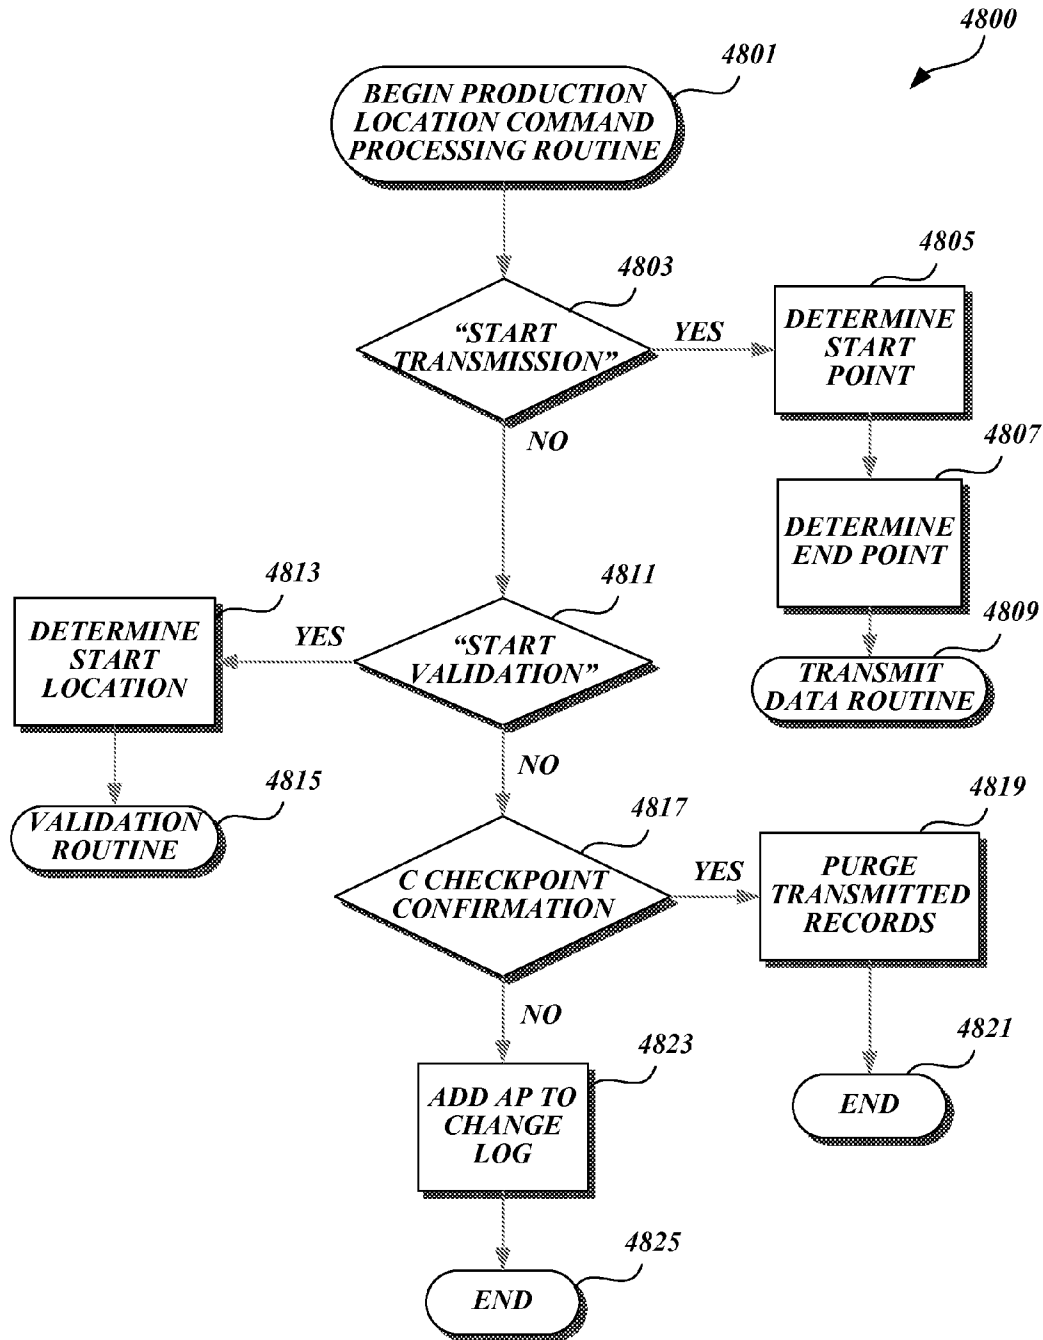 4800
4801
BEGIN PRODUCTION
LOCATION COMMAND
PROCESSING ROUTINE
4803
“START
TRANSMISSION”
YES
4805
DETERMINE
START
POINT
NO
4807
DETERMINE
END POINT
4809
TRANSMIT
DATA ROUTINE
4811
“START
VALIDATION”
YES
4813
DETERMINE
START
LOCATION
4815
VALIDATION
ROUTINE
NO
4817
C CHECKPOINT
CONFIRMATION
YES
4819
PURGE
TRANSMITTED
RECORDS
4821
END
NO
4823
ADD AP TO
CHANGE
LOG
4825
END